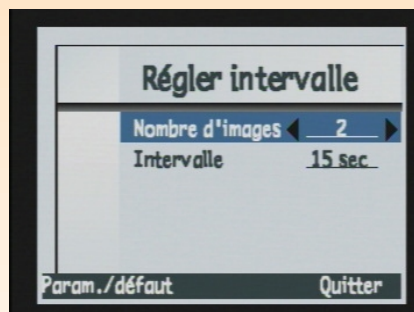 Régler intervalle
Nombre d'images 2
Intervalle 15 sec
Param./défaut Quitter